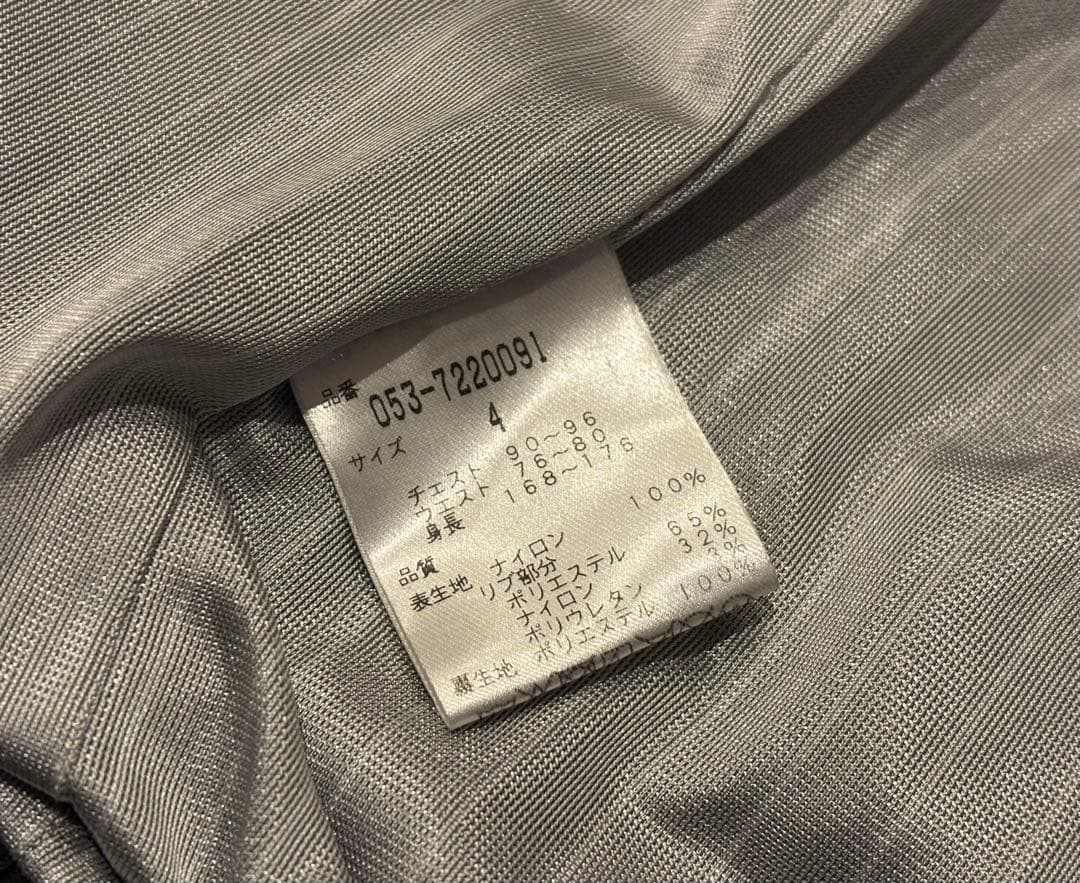 品番 053-7220091
サイズ 4
チェスト 90～96
ウエスト 76～80
身長 168～176
品質
表生地 ナイロン 100%
リブ部分
ポリエステル 65%
ナイロン 32%
ポリウレタン 3%
裏生地 ポリエステル 100%